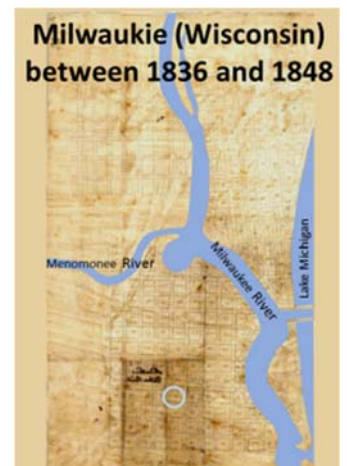 Milwaukie (Wisconsin)
between 1836 and 1848
Menomonee River
Milwaukee River
Lake Michigan